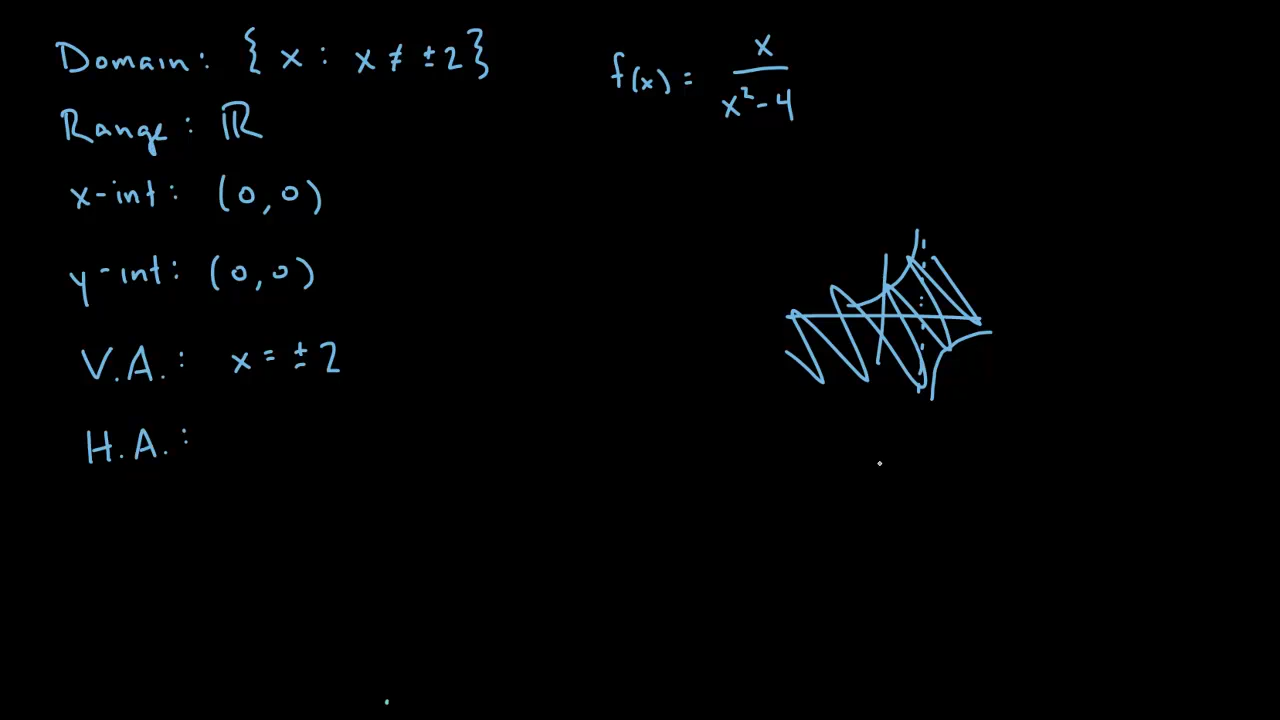 Domain: { x : x ≠ ±2}
f(x) = x / x² - 4
Range: ℝ
x-int: (0,0)
y-int: (0,0)
V.A.: x = ±2
H.A.: